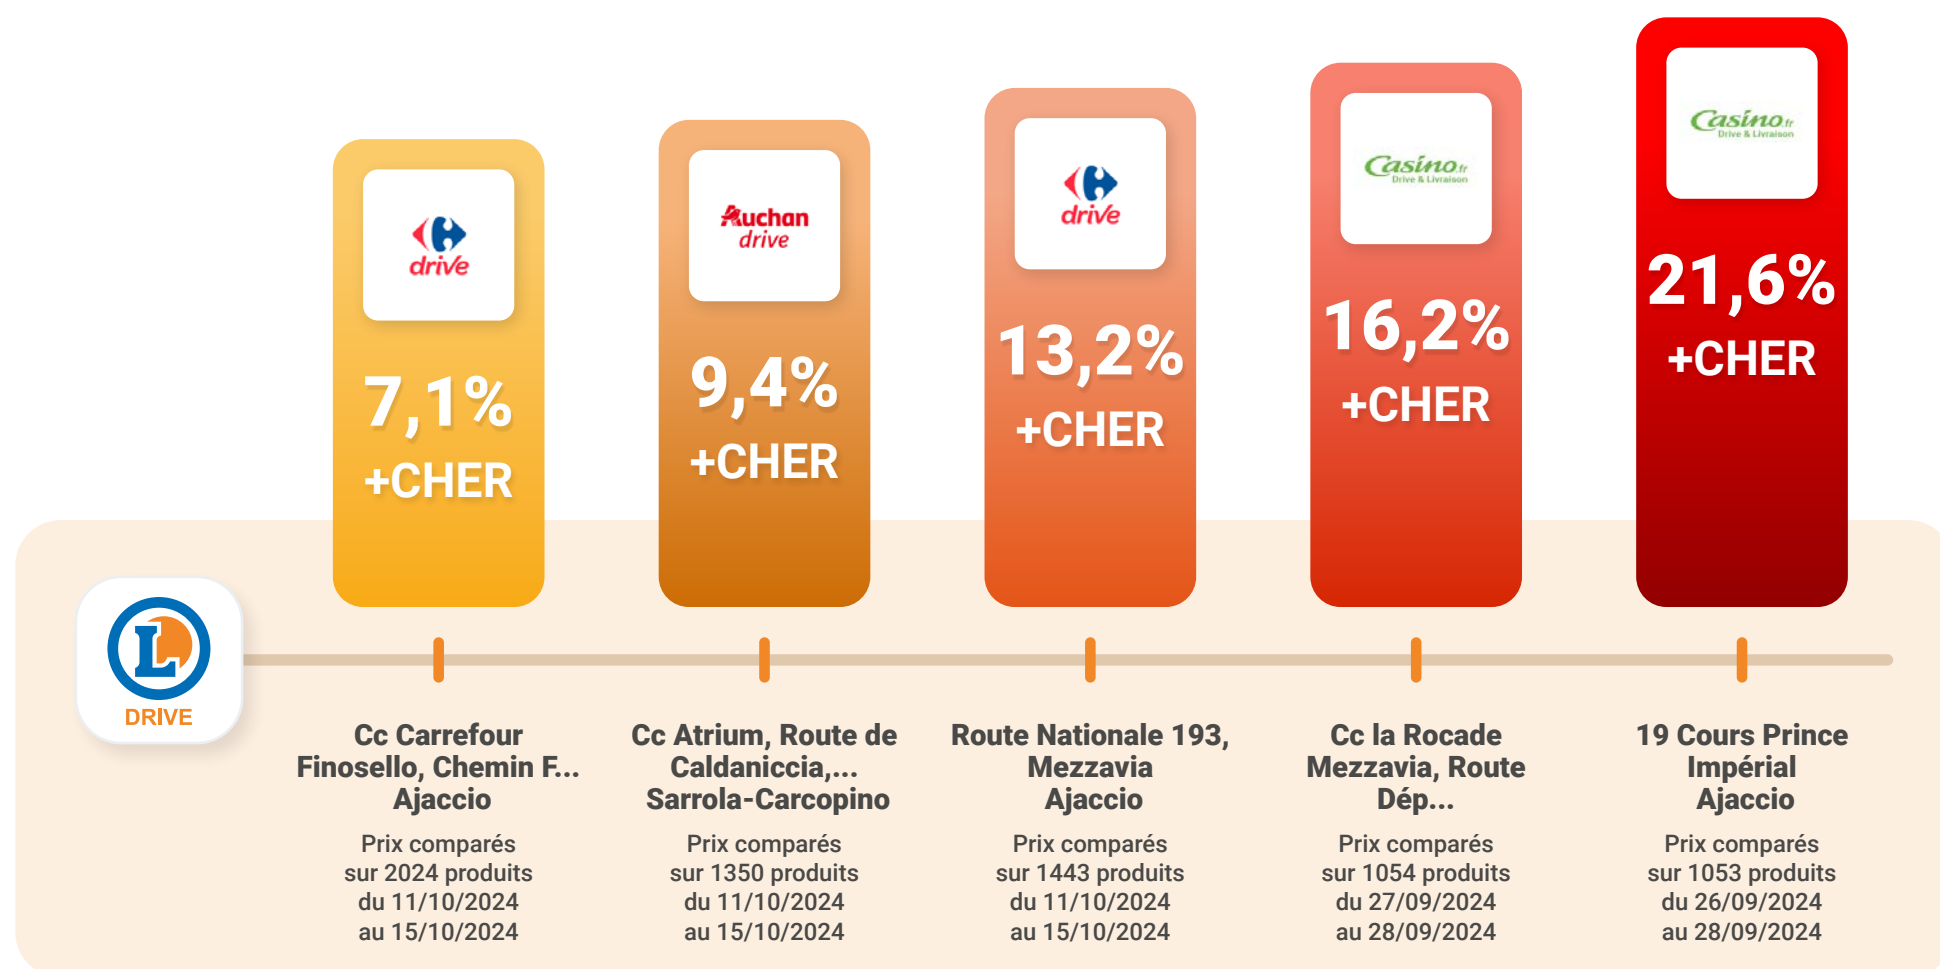 drive
7,1%
+CHER
Auchan
drive
9,4%
+CHER
drive
13,2%
+CHER
Casino.fr
Drive & Livraison
16,2%
+CHER
Casino.fr
Drive & Livraison
21,6%
+CHER
L
DRIVE
Cc Carrefour
Finosello, Chemin F...
Ajaccio
Prix comparés
sur 2024 produits
du 11/10/2024
au 15/10/2024
Cc Atrium, Route de
Caldaniccia,...
Sarrola-Carcopino
Prix comparés
sur 1350 produits
du 11/10/2024
au 15/10/2024
Route Nationale 193,
Mezzavia
Ajaccio
Prix comparés
sur 1443 produits
du 11/10/2024
au 15/10/2024
Cc la Rocade
Mezzavia, Route
Dép...
Prix comparés
sur 1054 produits
du 27/09/2024
au 28/09/2024
19 Cours Prince
Impérial
Ajaccio
Prix comparés
sur 1053 produits
du 26/09/2024
au 28/09/2024